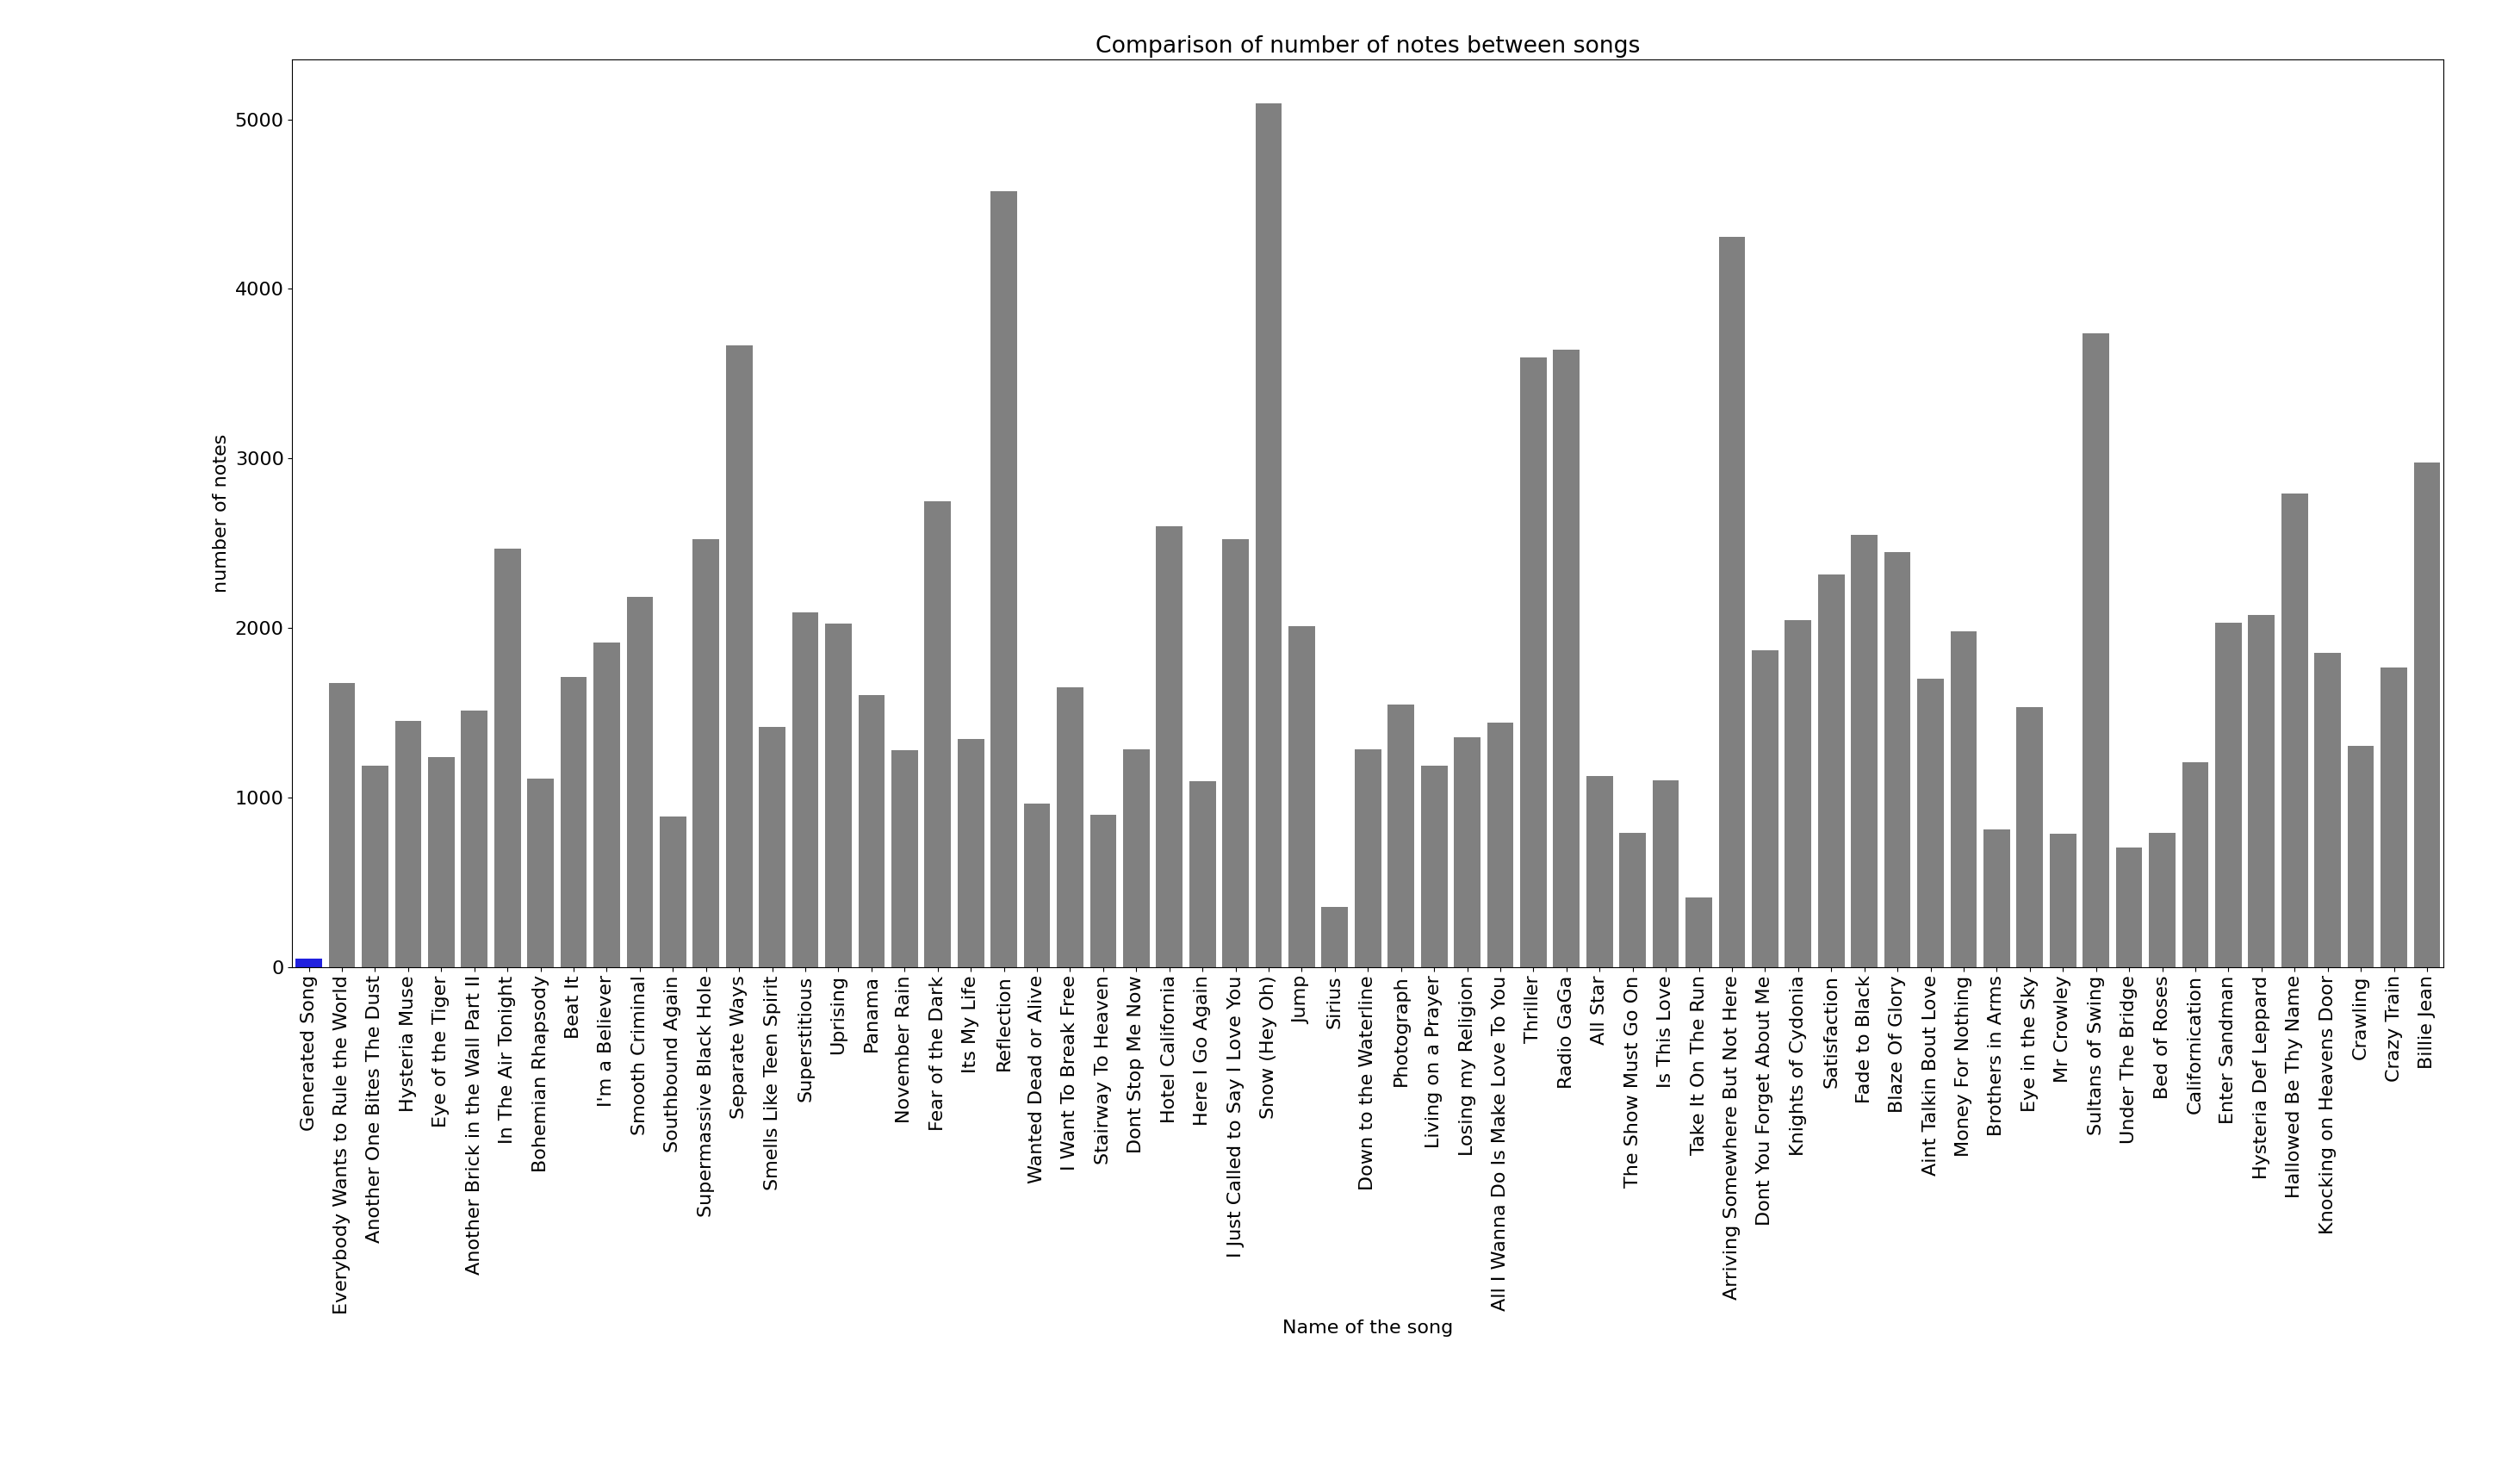 Comparison of number of notes between songs
number of notes
5000
4000
3000
2000
1000
0
Generated Song
Everybody Wants to Rule the World
Another One Bites The Dust
Hysteria Muse
Eye of the Tiger
Another Brick in the Wall Part II
In The Air Tonight
Bohemian Rhapsody
Beat It
I'm a Believer
Smooth Criminal
Southbound Again
Supermassive Black Hole
Separate Ways
Smells Like Teen Spirit
Superstitious
Uprising
Panama
November Rain
Fear of the Dark
Its My Life
Reflection
Wanted Dead or Alive
I Want To Break Free
Stairway To Heaven
Dont Stop Me Now
Hotel California
Here I Go Again
I Just Called to Say I Love You
Snow (Hey Oh)
Jump
Sirius
Down to the Waterline
Photograph
Living on a Prayer
Losing my Religion
All I Wanna Do Is Make Love To You
Thriller
Radio GaGa
All Star
The Show Must Go On
Is This Love
Take It On The Run
Arriving Somewhere But Not Here
Dont You Forget About Me
Knights of Cydonia
Satisfaction
Fade to Black
Blaze Of Glory
Aint Talkin Bout Love
Money For Nothing
Brothers in Arms
Eye in the Sky
Mr Crowley
Sultans of Swing
Under The Bridge
Bed of Roses
Californication
Enter Sandman
Hysteria Def Leppard
Hallowed Be Thy Name
Knocking on Heavens Door
Crawling
Crazy Train
Billie Jean
Name of the song